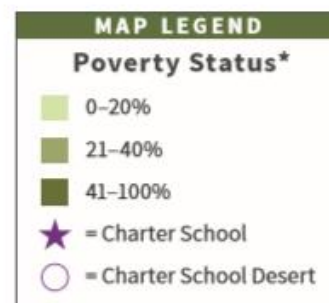 MAP LEGEND
Poverty Status*
0–20%
21–40%
41–100%
= Charter School
= Charter School Desert